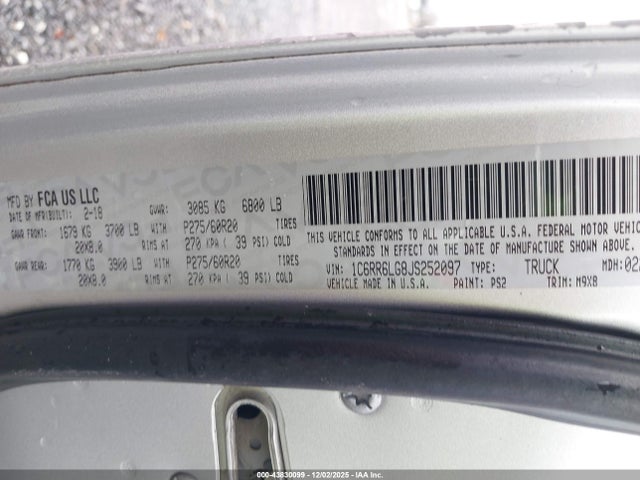 MFD BY FCA US LLC
DATE OF MFR(BUILT): 2-18 GVWR: 3085 KG 6800 LB
GAWR FRONT: 1679 KG 3700 LB WITH P275/60R20 TIRES
20X8.0 RIMS AT 270 KPA ( 39 PSI) COLD
GAWR REAR: 1770 KG 3900 LB WITH P275/60R20 TIRES
20X8.0 RIMS AT 270 KPA ( 39 PSI) COLD
THIS VEHICLE CONFORMS TO ALL APPLICABLE U.S.A. FEDERAL MOTOR VEHIC
STANDARDS IN EFFECT ON THE DATE OF MANUFACTURE SHOWN ABOVE.
VIN: 1C6RR6LG8JS252097 TYPE: TRUCK MDH:02
VEHICLE MADE IN U.S.A. PAINT: PS2 TRIM: M9X8
000-43830099 - 12/02/2025 - COPART.COM